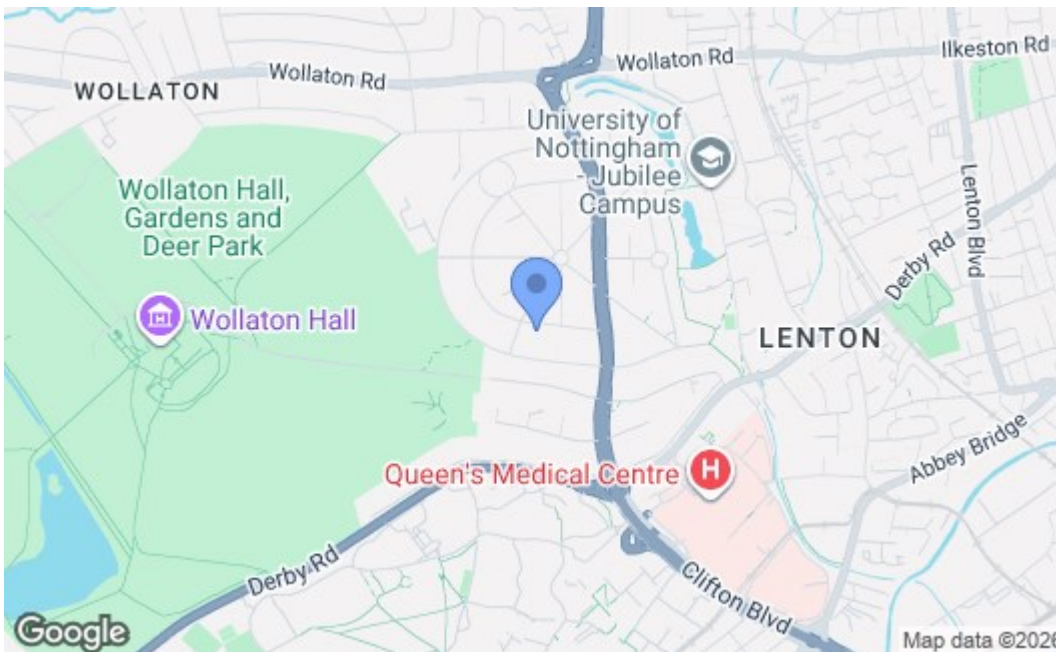 Ilkeston Rd
Wollaton Rd
Wollaton Rd
WOLLATON
University of
Nottingham
- Jubilee
Campus
Wollaton Hall,
Gardens and
Deer Park
Lenton Blvd
Derby Rd
Wollaton Hall
LENTON
Queen's Medical Centre
H
Abbey Bridge
Derby Rd
Clifton Blvd
Google
Map data ©2026